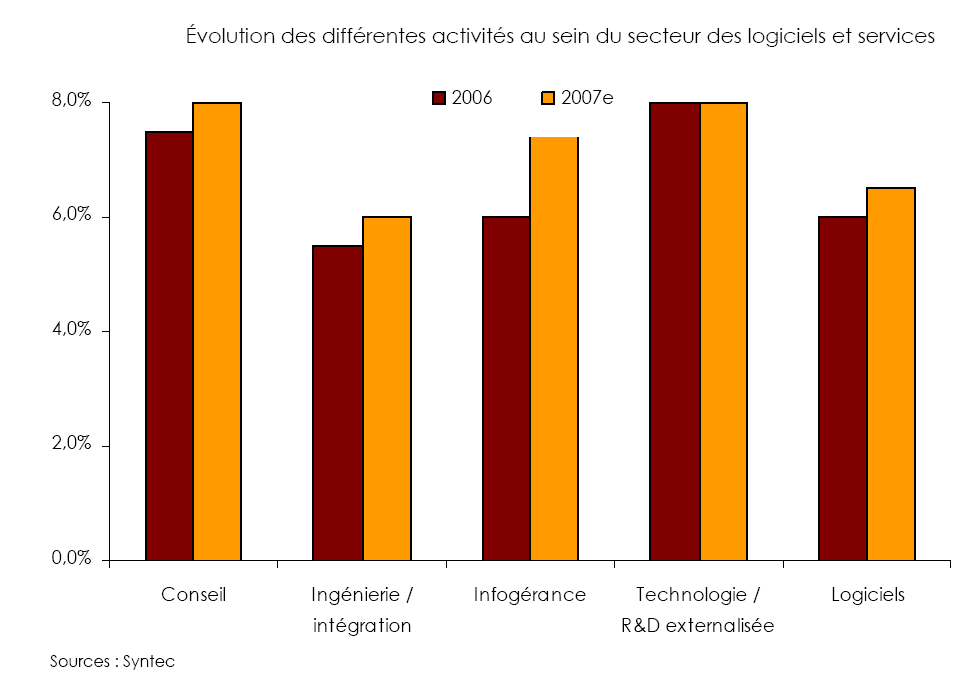 Évolution des différentes activités au sein du secteur des logiciels et services
2006
2007e
8,0%
6,0%
4,0%
2,0%
0,0%
Conseil
Ingénierie /
intégration
Infogérance
Technologie /
R&D externalisée
Logiciels
Sources : Syntec